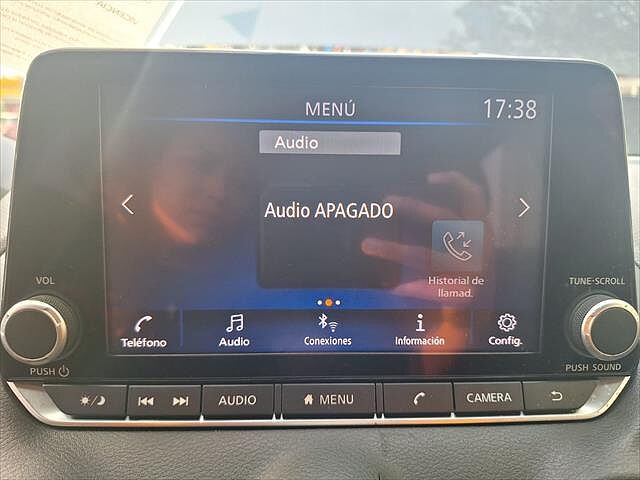 VICENCIA
MENÚ 17:38
Audio
Audio APAGADO
Historial de
llamad.
VOL
TUNE·SCROLL
Teléfono Audio Conexiones Información Config.
PUSH
PUSH SOUND
AUDIO MENU CAMERA